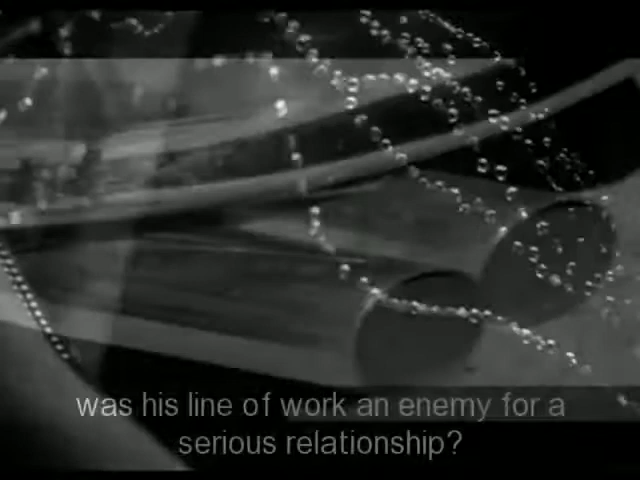 was his line of work an enemy for a
serious relationship?